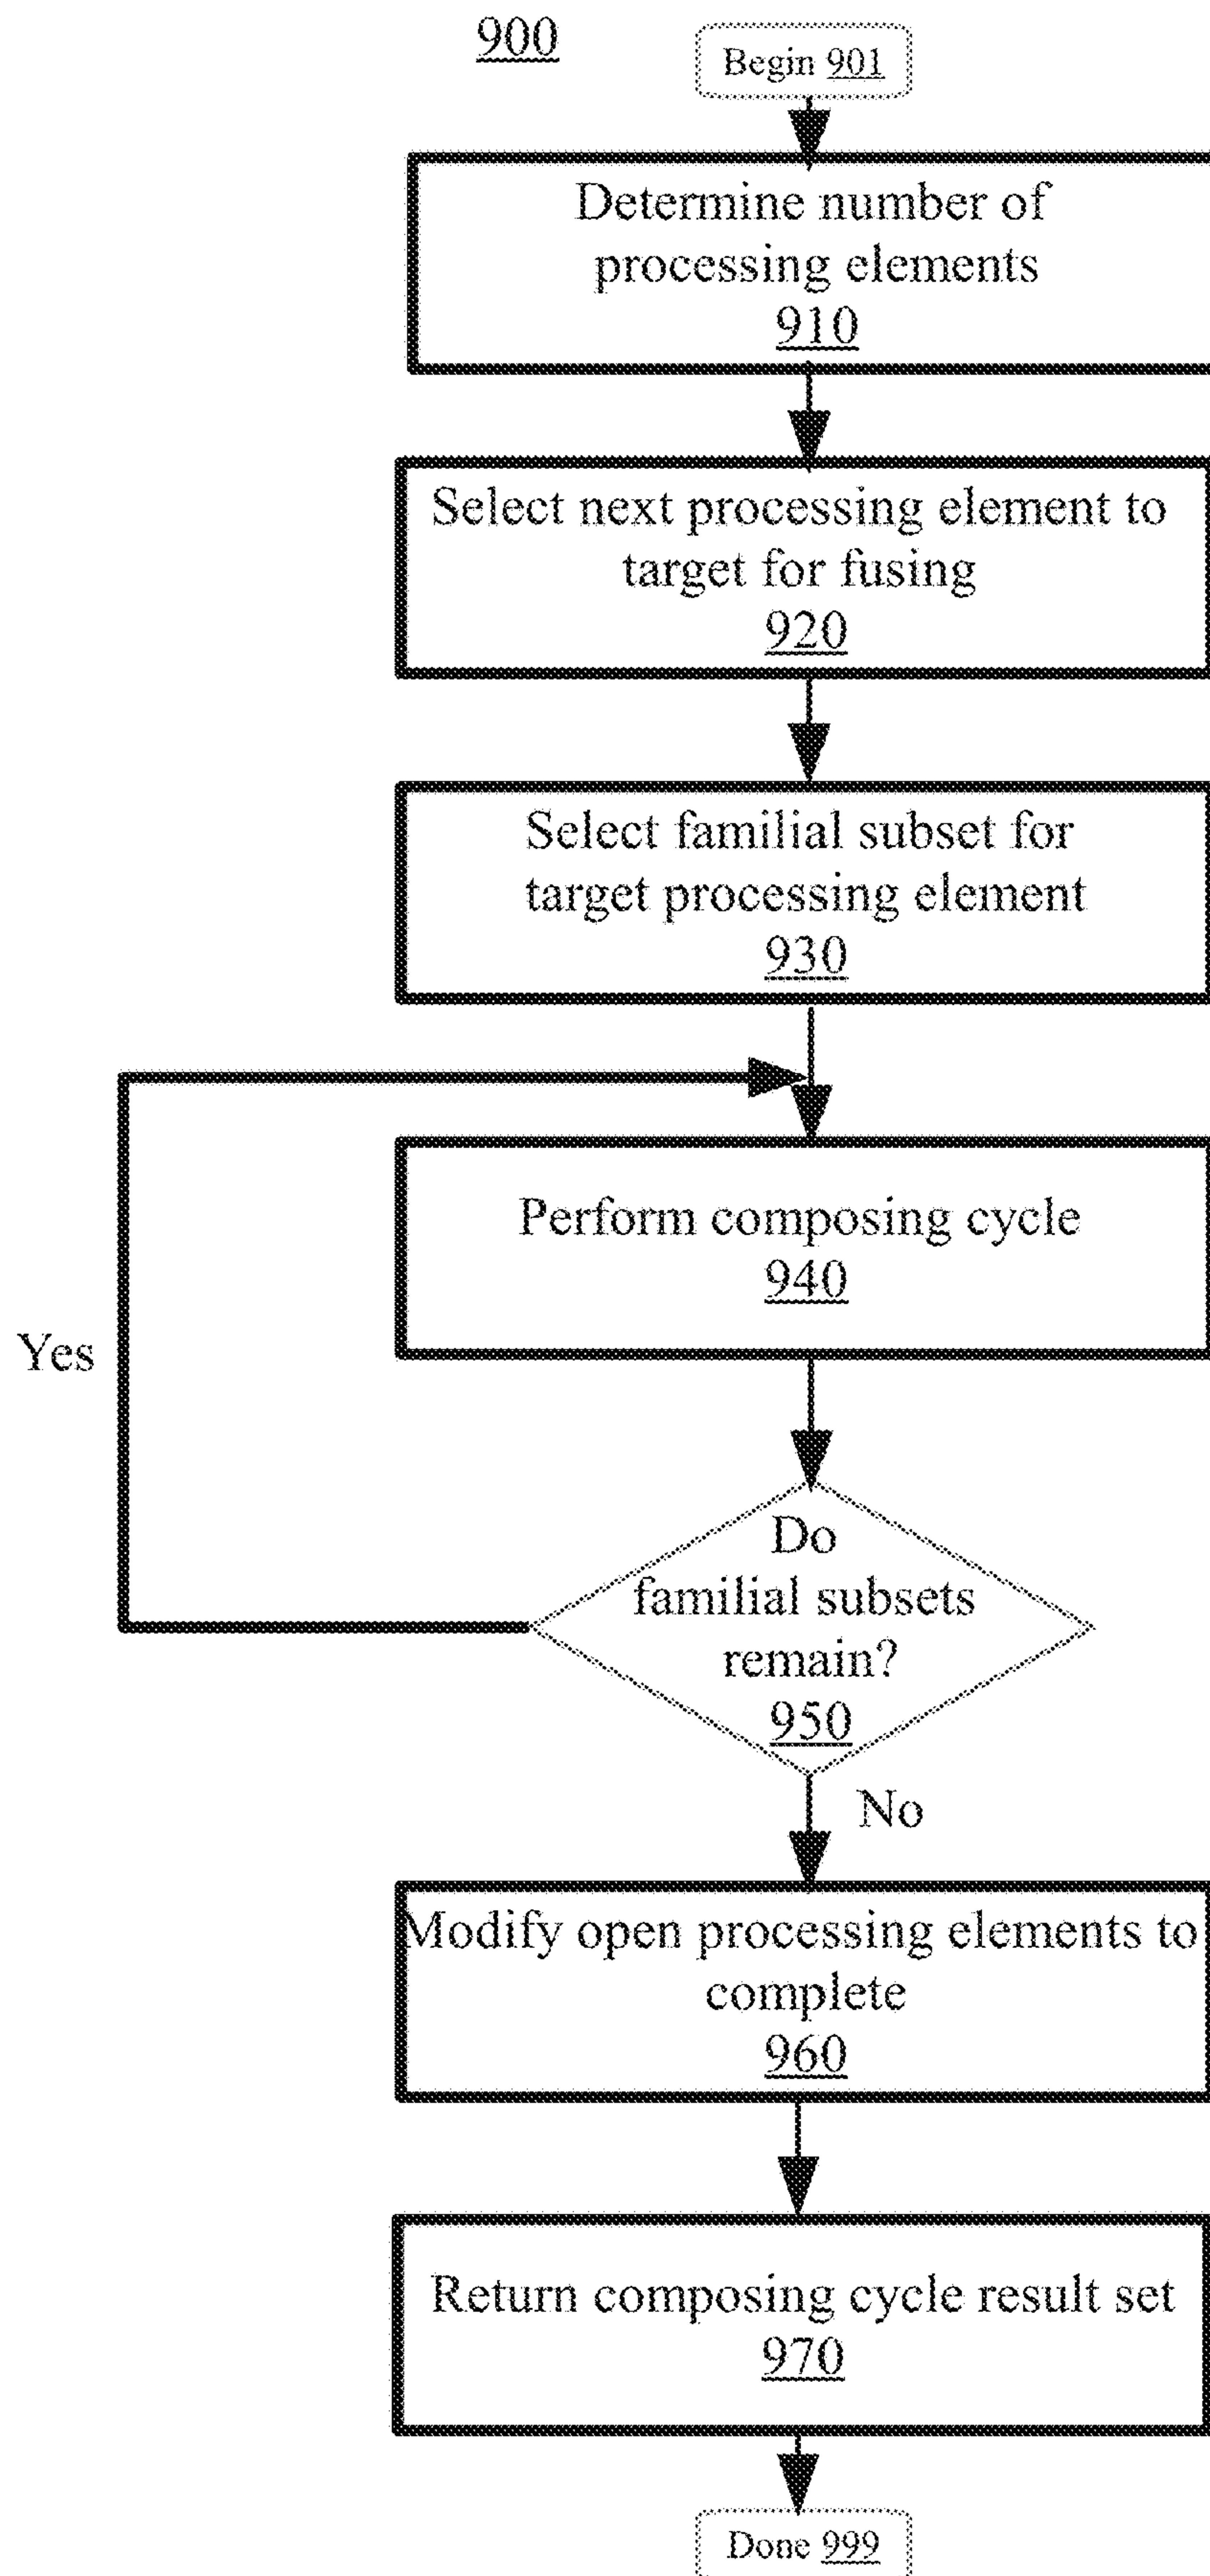 900
Begin 901
Determine number of
processing elements
910
Select next processing element to
target for fusing
920
Select familial subset for
target processing element
930
Perform composing cycle
940
Yes
Do
familial subsets
remain?
950
No
Modify open processing elements to
complete
960
Return composing cycle result set
970
Done 999